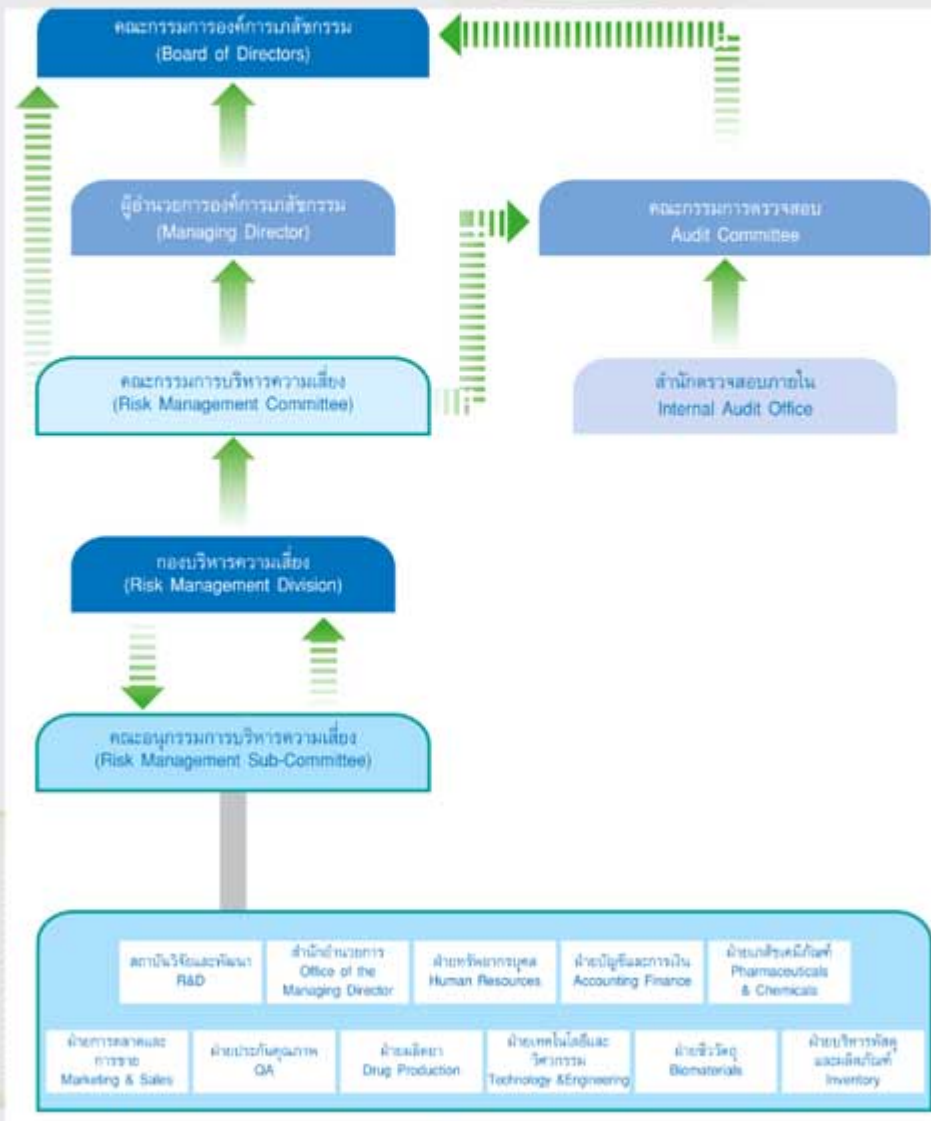 คณะกรรมการองค์การเภสัชกรรม
(Board of Directors)
ผู้อำนวยการองค์การเภสัชกรรม
(Managing Director)
คณะกรรมการตรวจสอบ
Audit Committee
คณะกรรมการบริหารความเสี่ยง
(Risk Management Committee)
สำนักตรวจสอบภายใน
Internal Audit Office
กองบริหารความเสี่ยง
(Risk Management Division)
คณะอนุกรรมการบริหารความเสี่ยง
(Risk Management Sub-Committee)
สถาบันวิจัยและพัฒนา
R&D
สำนักอำนวยการ
Office of the
Managing Director
ฝ่ายทรัพยากรบุคคล
Human Resources
ฝ่ายบัญชีและการเงิน
Accounting Finance
ฝ่ายเภสัชเคมีภัณฑ์
Pharmaceuticals
& Chemicals
ฝ่ายการตลาดและ
การขาย
Marketing & Sales
ฝ่ายประกันคุณภาพ
QA
ฝ่ายผลิตยา
Drug Production
ฝ่ายเทคโนโลยีและ
วิศวกรรม
Technology &Engineering
ฝ่ายชีววัตถุ
Biomaterials
ฝ่ายบริหารพัสดุ
และผลิตภัณฑ์
Inventory